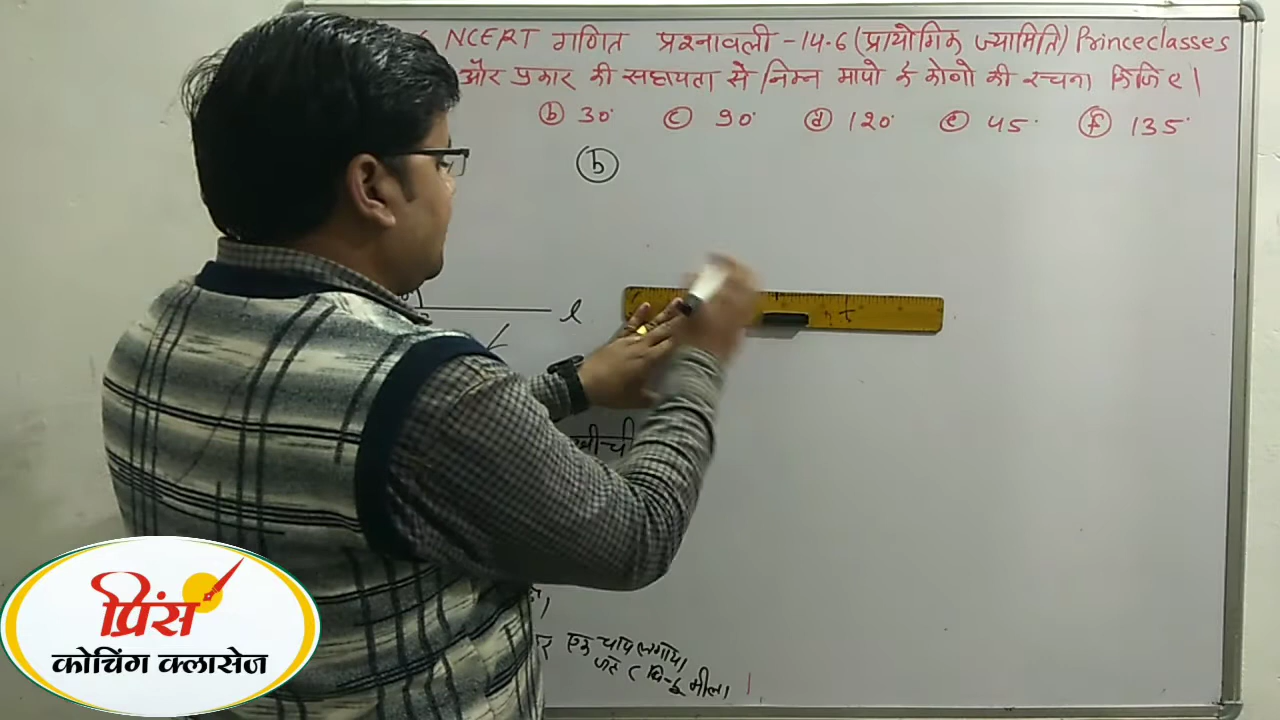 NCERT गणित प्रश्नावली -14.6 (प्रायोगिक ज्यामिति) Princeclasses
और प्रकार की सहायता से निम्न मापो के कोणो की रचना किजिए।
ⓑ 30° ⓒ 90° ⓓ 120° ⓔ 45° ⓕ 135°
ⓑ
l
खीची
एक चाप लगाया
मीला
प्रिंस
कोचिंग क्लासेज